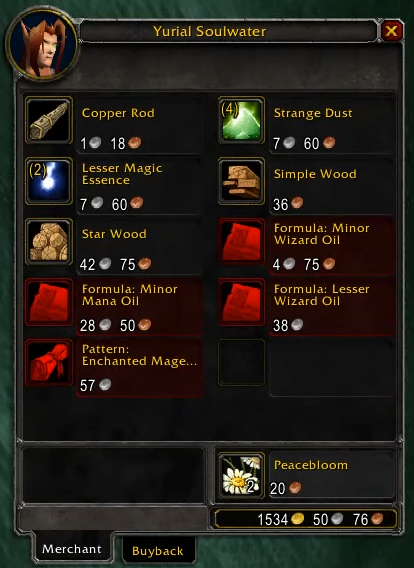 Yurial Soulwater
Copper Rod
1 18
(4)
Strange Dust
7 60
(2)
Lesser Magic
Essence
7 60
Simple Wood
36
Star Wood
42 75
Formula: Minor
Wizard Oil
4 75
Formula: Minor
Mana Oil
28 50
Formula: Lesser
Wizard Oil
38
Pattern:
Enchanted Mage...
57
2
Peacebloom
20
1534 50 76
Merchant
Buyback